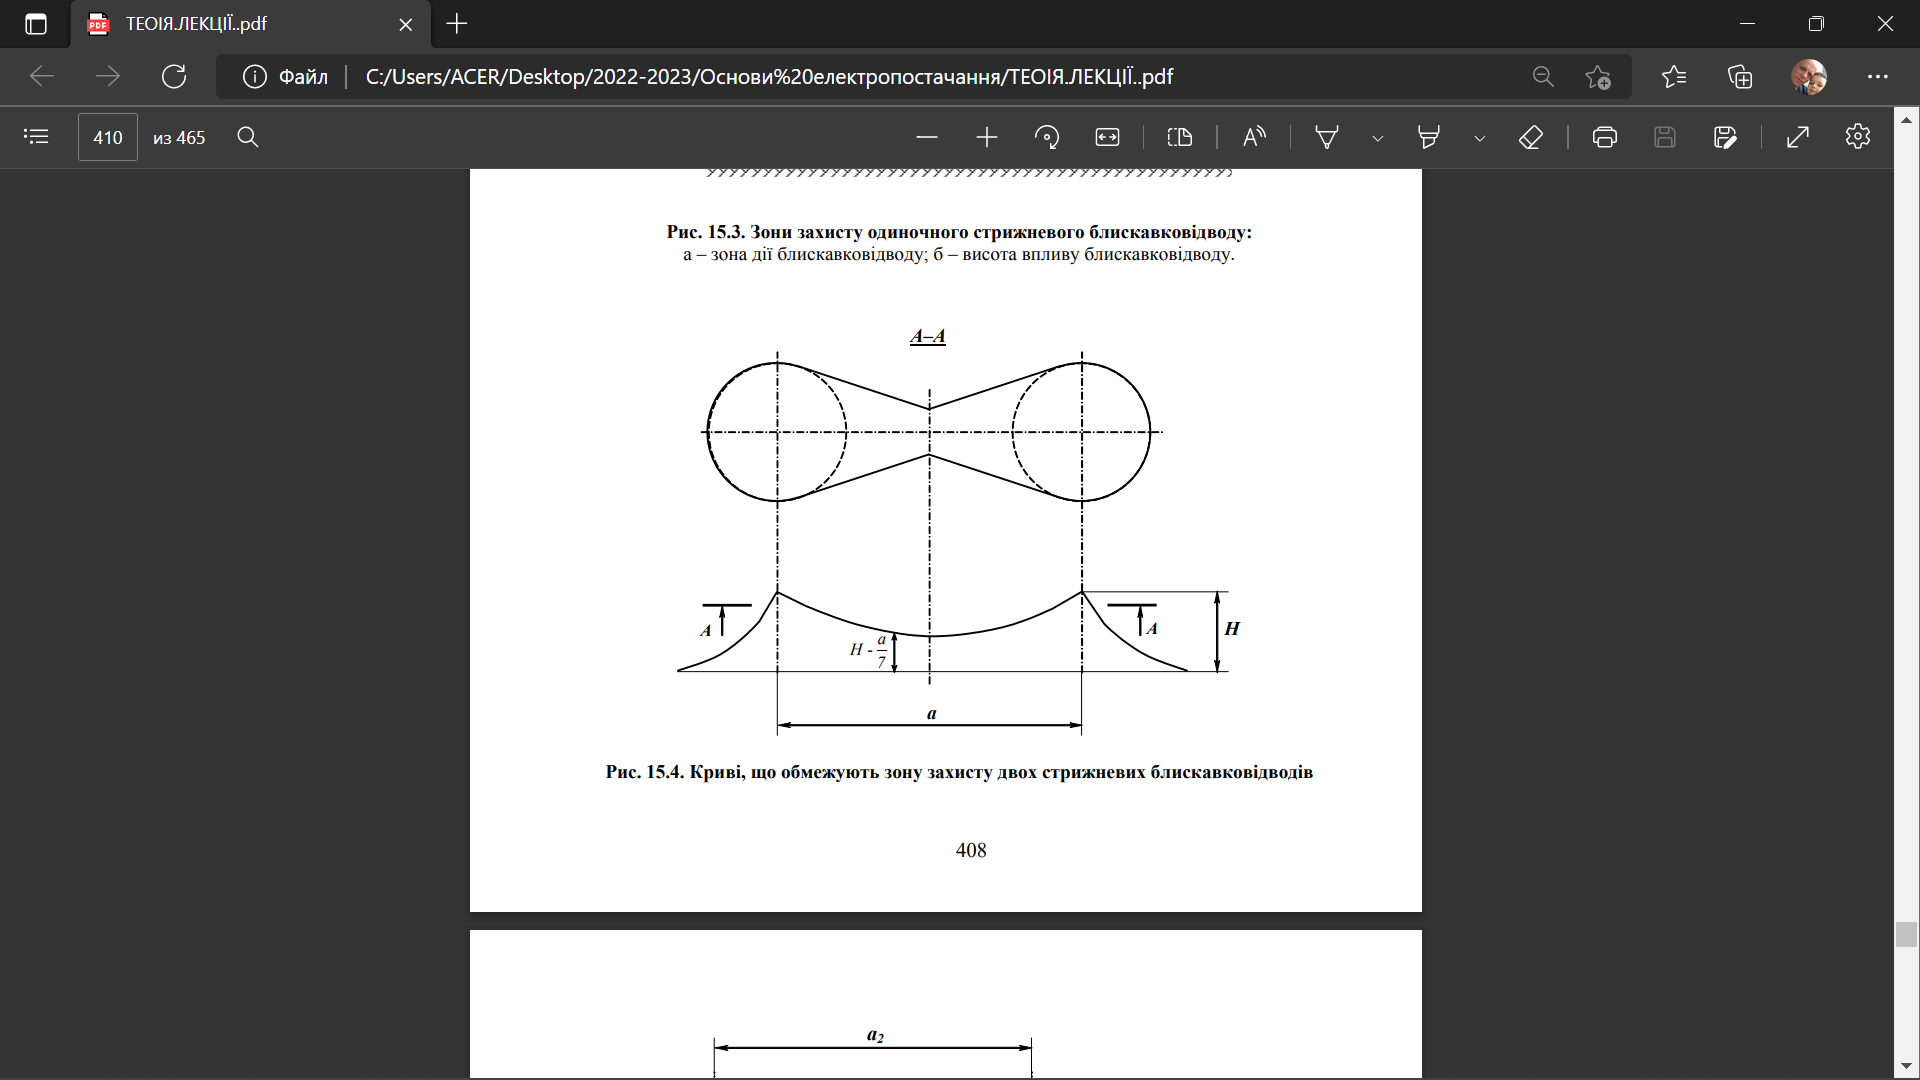 ТЕОІЯ.ЛЕКЦІЇ..pdf
Файл | C:/Users/ACER/Desktop/2022-2023/Основи%20електропостачання/ТЕОІЯ.ЛЕКЦІЇ..pdf
410 из 465
Рис. 15.3. Зони захисту одиночного стрижневого блискавковідводу:
а – зона дії блискавковідводу; б – висота впливу блискавковідводу.
А–А
А
H - a/7
А
H
a
Рис. 15.4. Криві, що обмежують зону захисту двох стрижневих блискавковідводів
408
a2